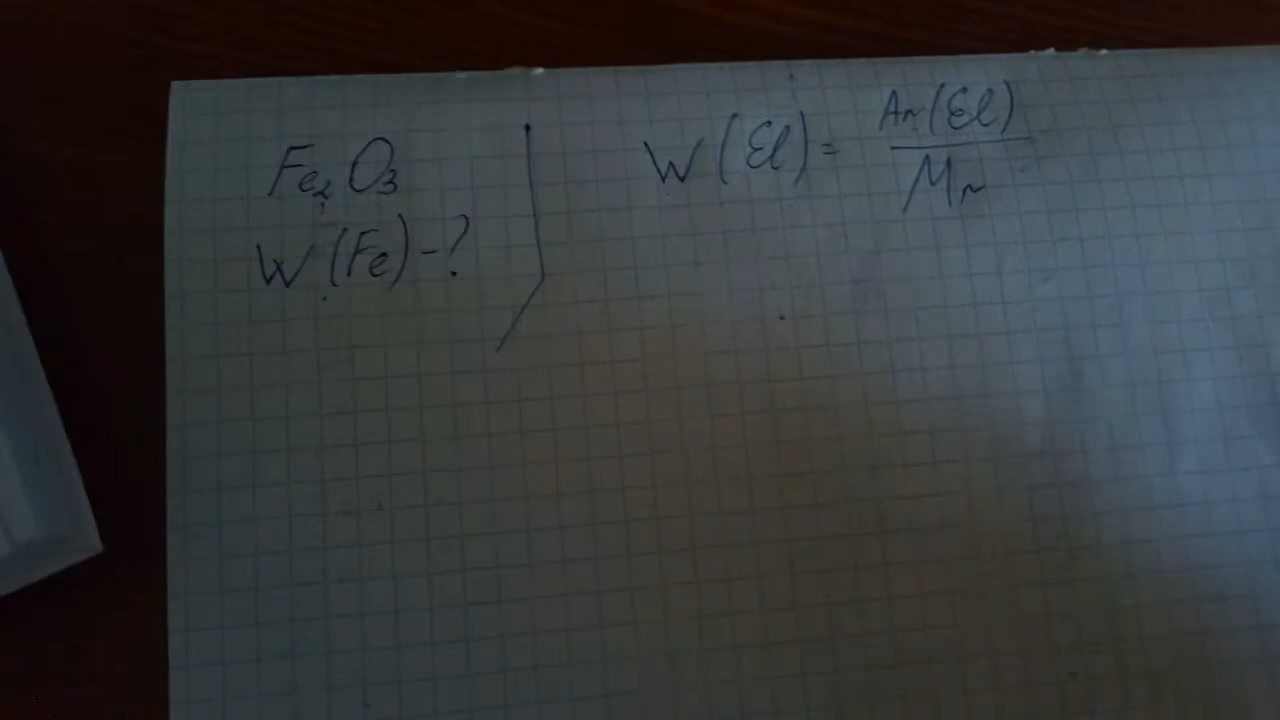 Fe₂O₃
W(Fe)-?
W(El) = Ar(El)
Mr